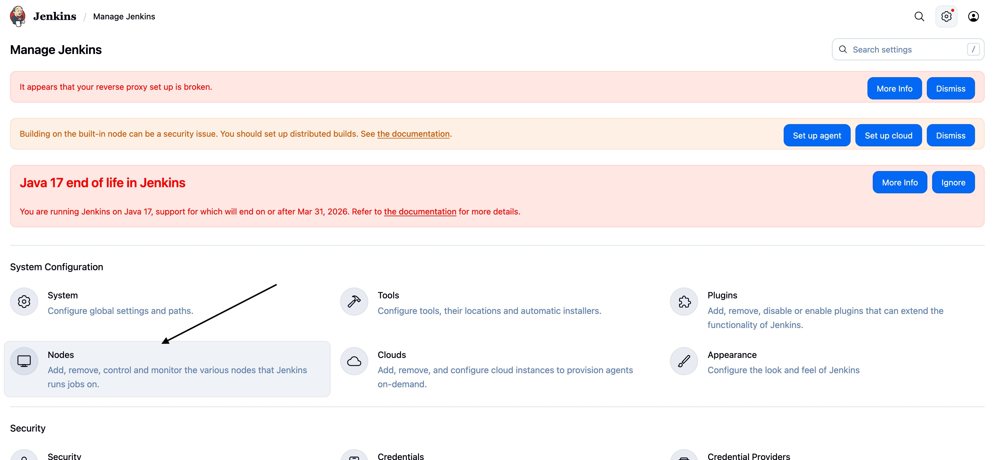 Jenkins / Manage Jenkins
Manage Jenkins
Search settings /
It appears that your reverse proxy set up is broken.
More Info Dismiss
Building on the built-in node can be a security issue. You should set up distributed builds. See the documentation.
Set up agent Set up cloud Dismiss
Java 17 end of life in Jenkins
More Info Ignore
You are running Jenkins on Java 17, support for which will end on or after Mar 31, 2026. Refer to the documentation for more details.
System Configuration
System
Configure global settings and paths.
Tools
Configure tools, their locations and automatic installers.
Plugins
Add, remove, disable or enable plugins that can extend the
functionality of Jenkins.
Nodes
Add, remove, control and monitor the various nodes that Jenkins
runs jobs on.
Clouds
Add, remove, and configure cloud instances to provision agents
on-demand.
Appearance
Configure the look and feel of Jenkins
Security
Security
Credentials
Credential Providers